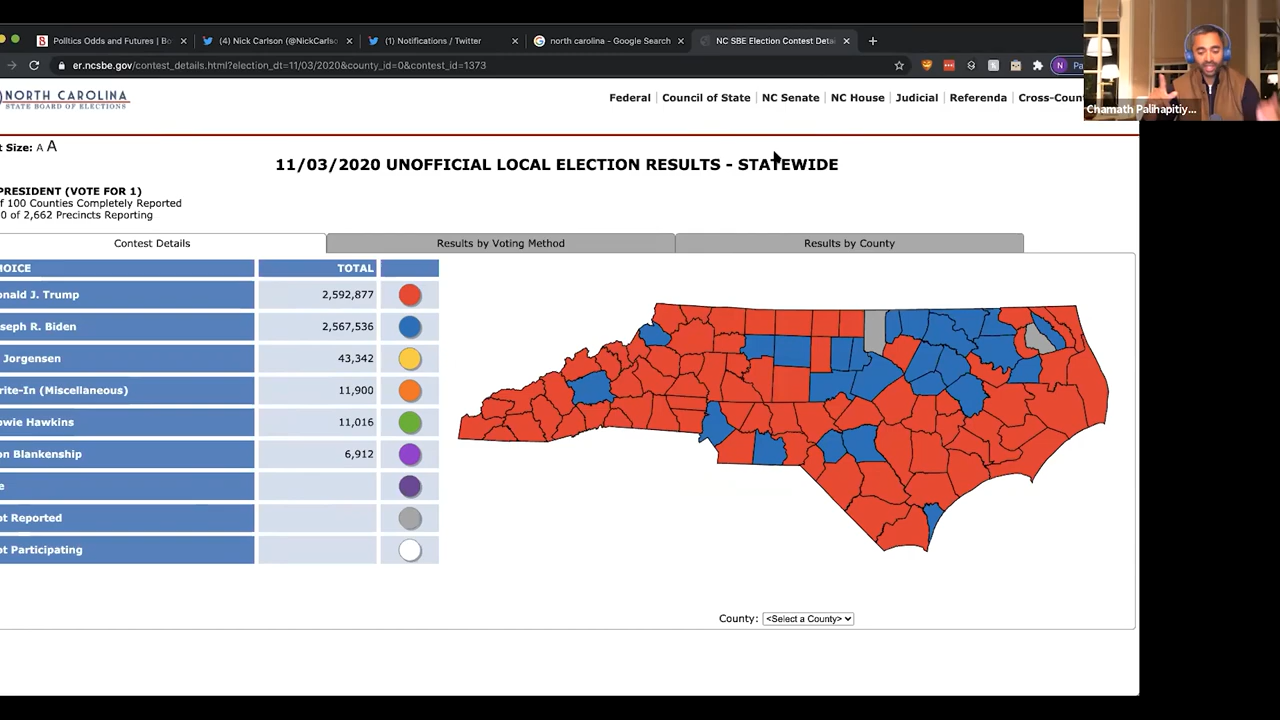 Politics Odds and Futures | Bo
(4) Nick Carlson (@NickCarlso
(1) Notifications / Twitter
north carolina - Google Search
NC SBE Election Contest Deta
er.ncsbe.gov/contest_details.html?election_dt=11/03/2020&county_id=0&contest_id=1373
N
Pa
Chamath Palihapitiy...
NORTH CAROLINA
STATE BOARD OF ELECTIONS
Federal | Council of State | NC Senate | NC House | Judicial | Referenda | Cross-Coun
t Size: A A
11/03/2020 UNOFFICIAL LOCAL ELECTION RESULTS - STATEWIDE
PRESIDENT (VOTE FOR 1)
of 100 Counties Completely Reported
0 of 2,662 Precincts Reporting
Contest Details
Results by Voting Method
Results by County
HOICE TOTAL
onald J. Trump 2,592,877
seph R. Biden 2,567,536
Jorgensen 43,342
rite-In (Miscellaneous) 11,900
owie Hawkins 11,016
on Blankenship 6,912
e
ot Reported
ot Participating
County: <Select a County>